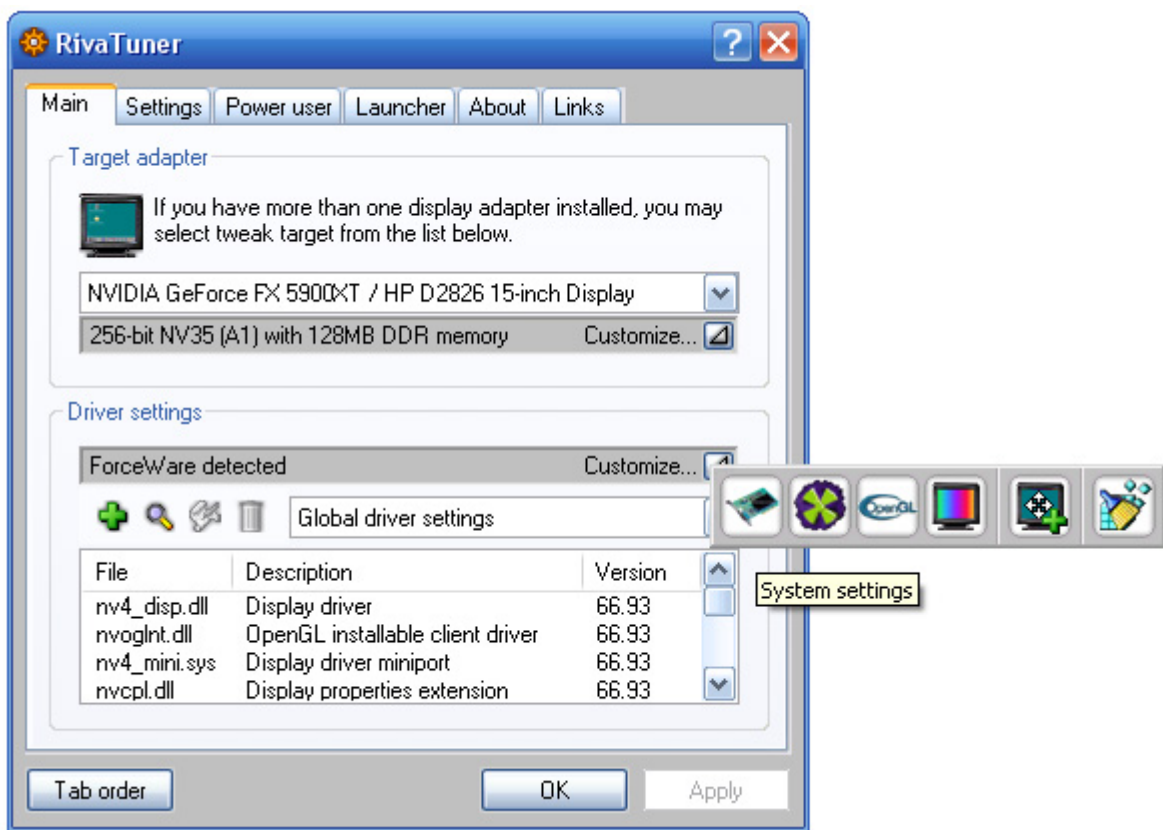 RivaTuner
Main Settings Power user Launcher About Links
Target adapter
If you have more than one display adapter installed, you may
select tweak target from the list below.
NVIDIA GeForce FX 5900XT / HP D2826 15-inch Display
256-bit NV35 (A1) with 128MB DDR memory Customize...
Driver settings
ForceWare detected Customize...
OpenGL
Global driver settings
File Description Version
System settings
nv4_disp.dll Display driver 66.93
nvoglnt.dll OpenGL installable client driver 66.93
nv4_mini.sys Display driver miniport 66.93
nvcpl.dll Display properties extension 66.93
Tab order OK Apply